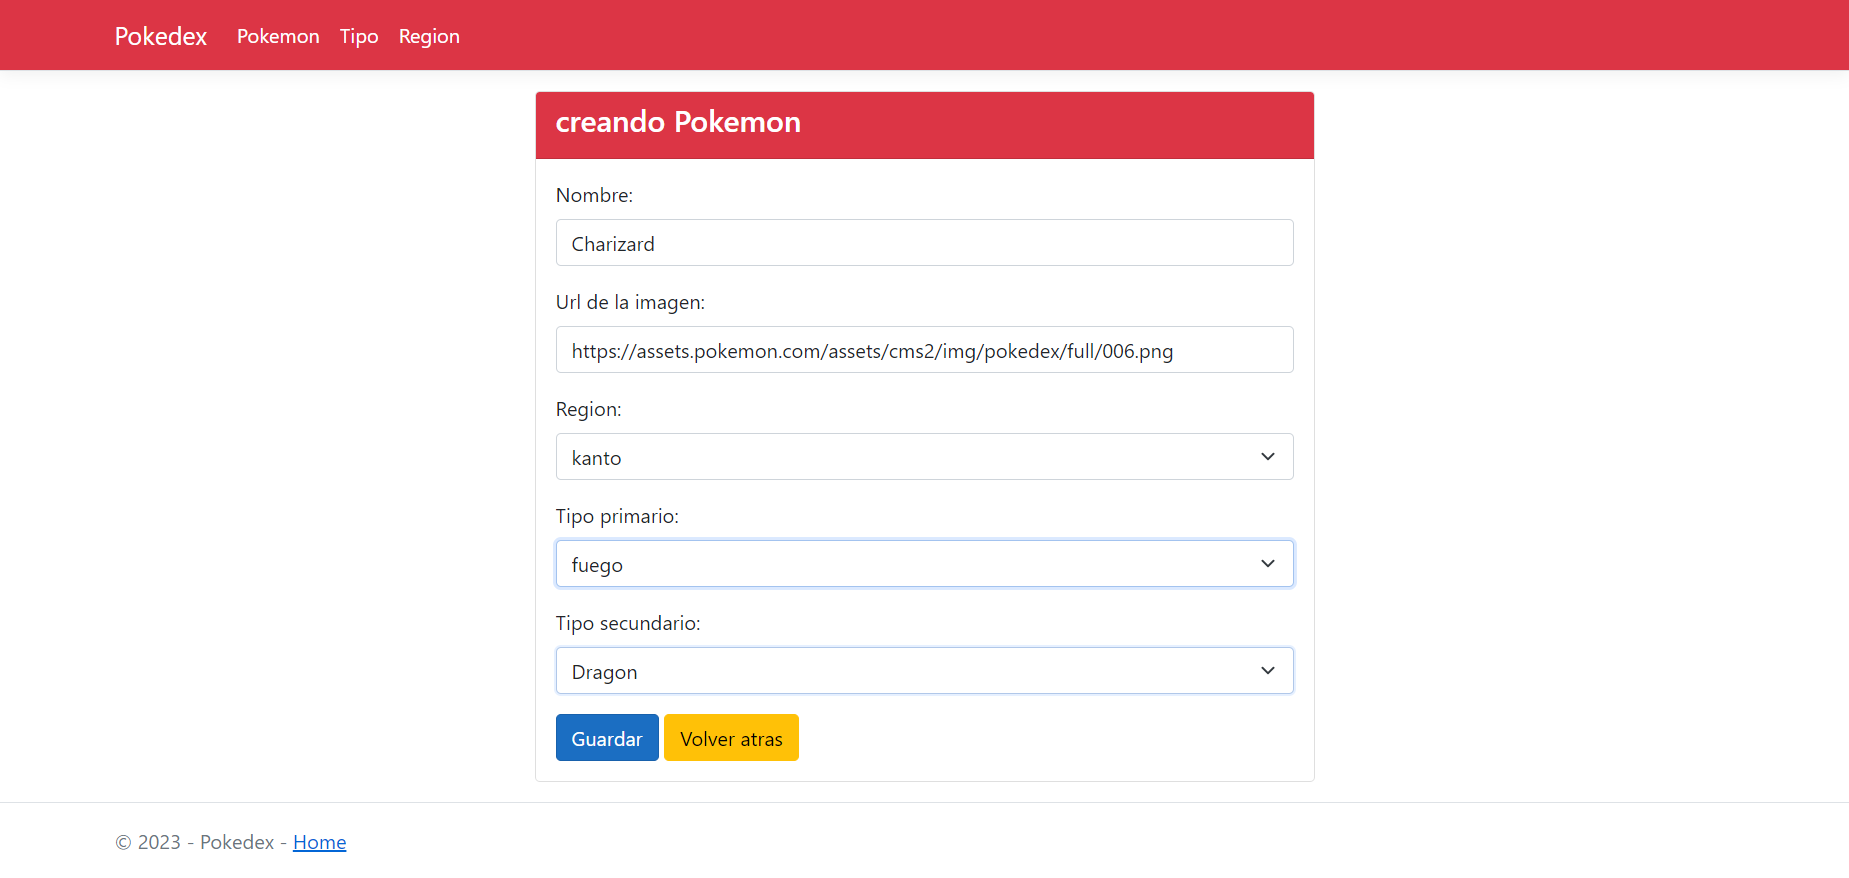 Pokedex Pokemon Tipo Region
creando Pokemon
Nombre:
Charizard
Url de la imagen:
https://assets.pokemon.com/assets/cms2/img/pokedex/full/006.png
Region:
kanto
Tipo primario:
fuego
Tipo secundario:
Dragon
Guardar Volver atras
© 2023 - Pokedex - Home